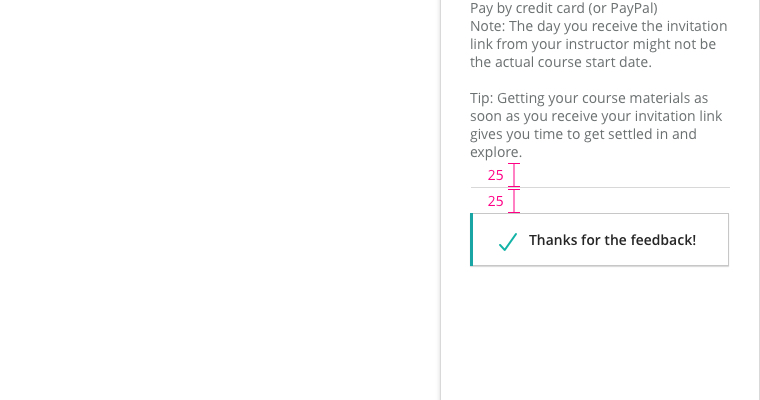 Pay by credit card (or PayPal)
Note: The day you receive the invitation
link from your instructor might not be
the actual course start date.
Tip: Getting your course materials as
soon as you receive your invitation link
gives you time to get settled in and
explore.
25
25
Thanks for the feedback!